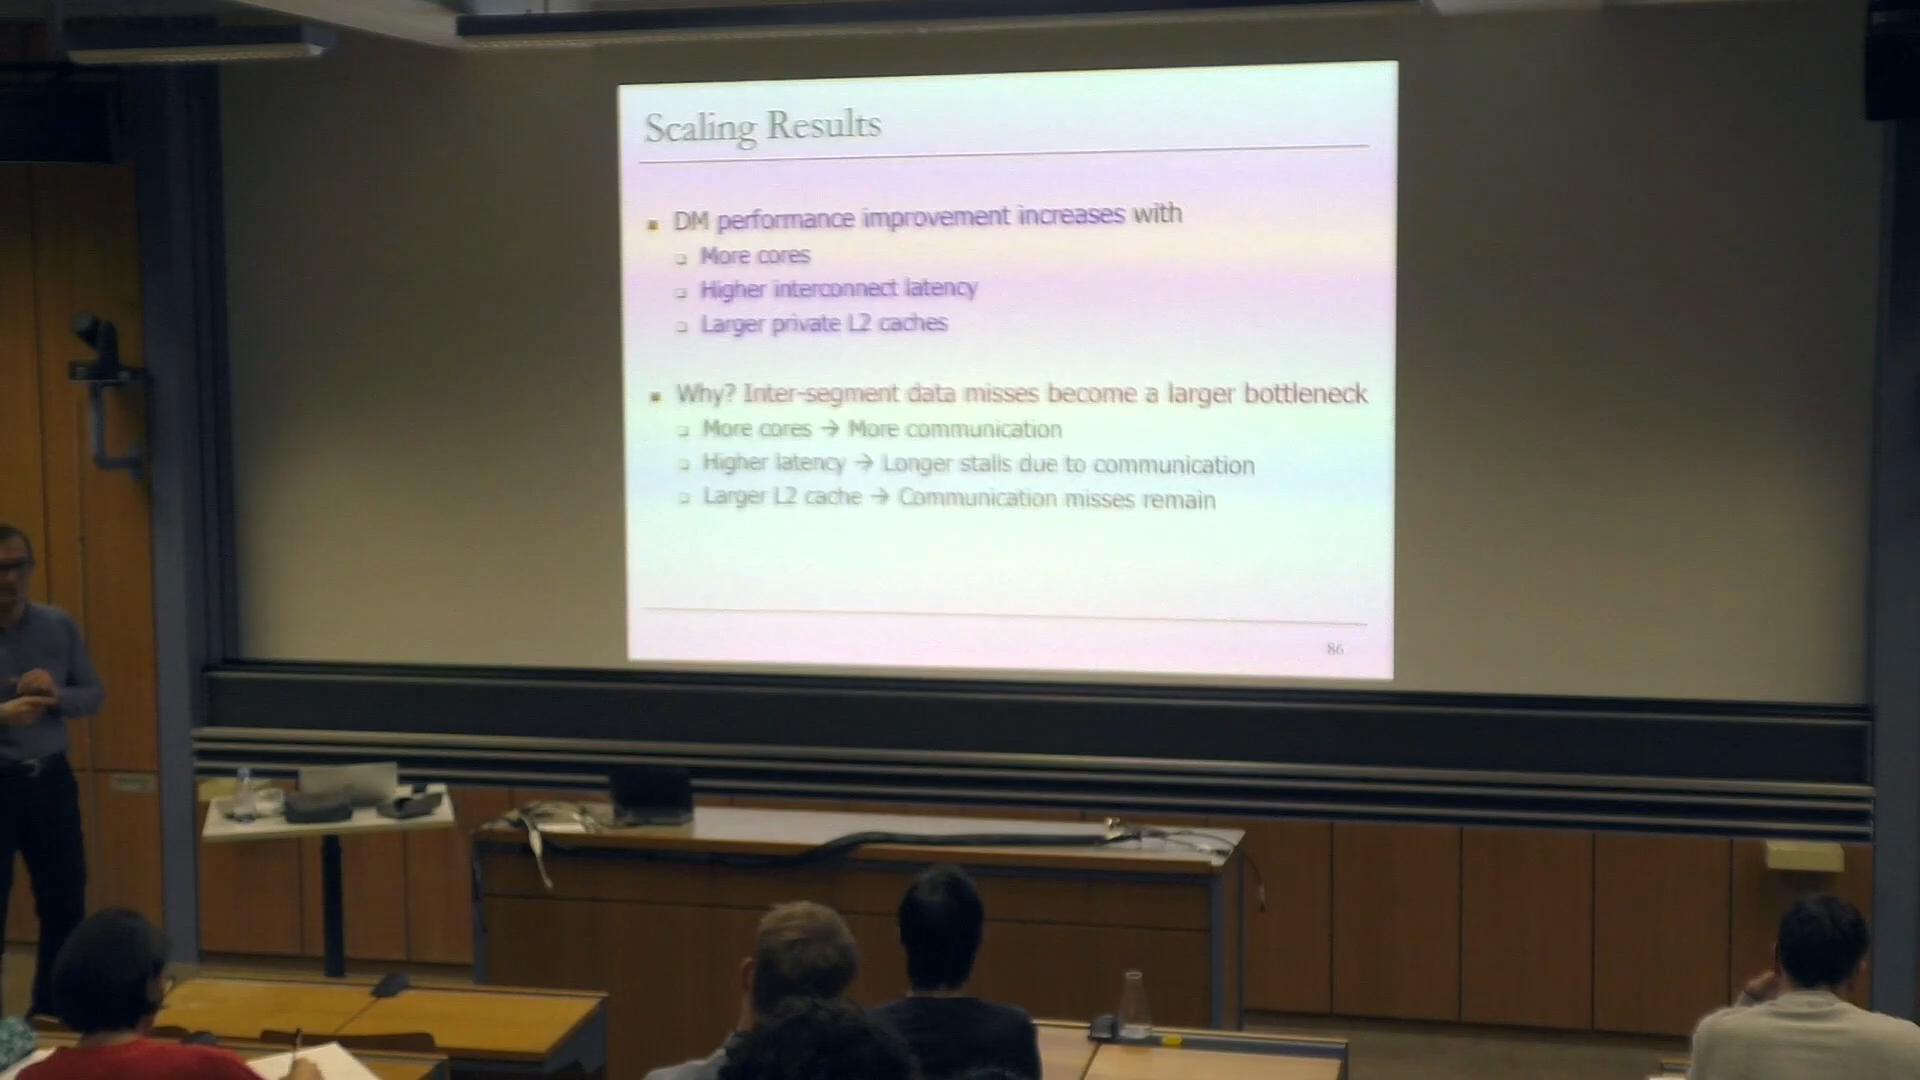 Scaling Results
DM performance improvement increases with
More cores
Higher interconnect latency
Larger private L2 caches
Why? Inter-segment data misses become a larger bottleneck
More cores → More communication
Higher latency → Longer stalls due to communication
Larger L2 cache → Communication misses remain
86